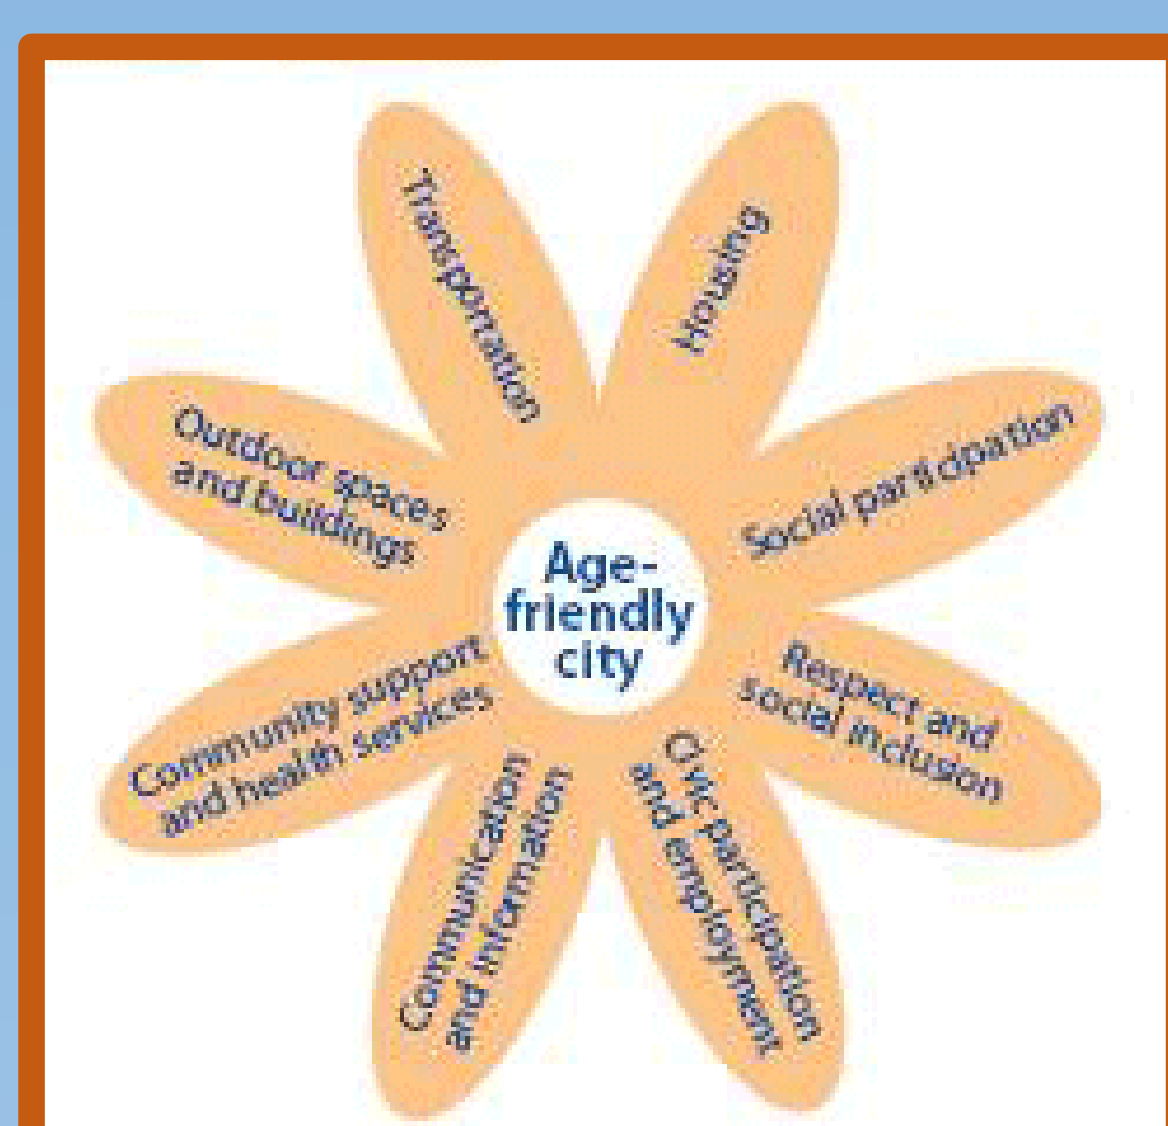 Age-
friendly
city
Transportation
Housing
Social participation
Respect and
social inclusion
Civic participation
and employment
Communication
and information
Community support
and health services
Outdoor spaces
and buildings